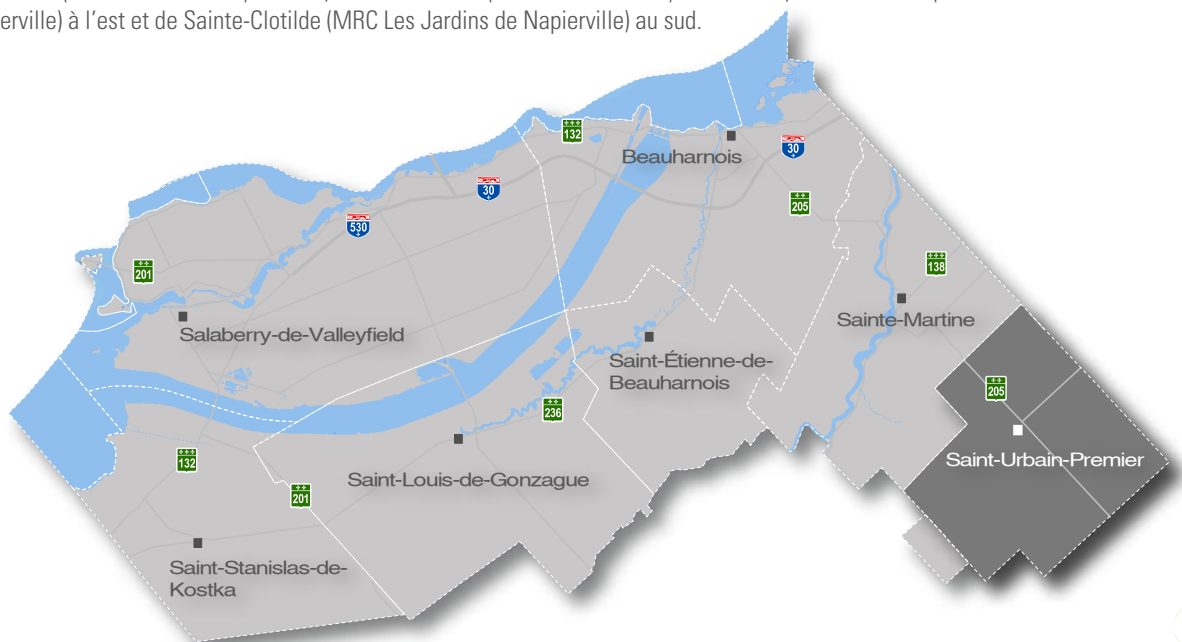 erville) à l'est et de Sainte-Clotilde (MRC Les Jardins de Napierville) au sud.
132
Beauharnois
30
30
205
530
201
138
Salaberry-de-Valleyfield
Sainte-Martine
Saint-Étienne-de-
Beauharnois
205
236
Saint-Urbain-Premier
132
Saint-Louis-de-Gonzague
201
Saint-Stanislas-de-
Kostka